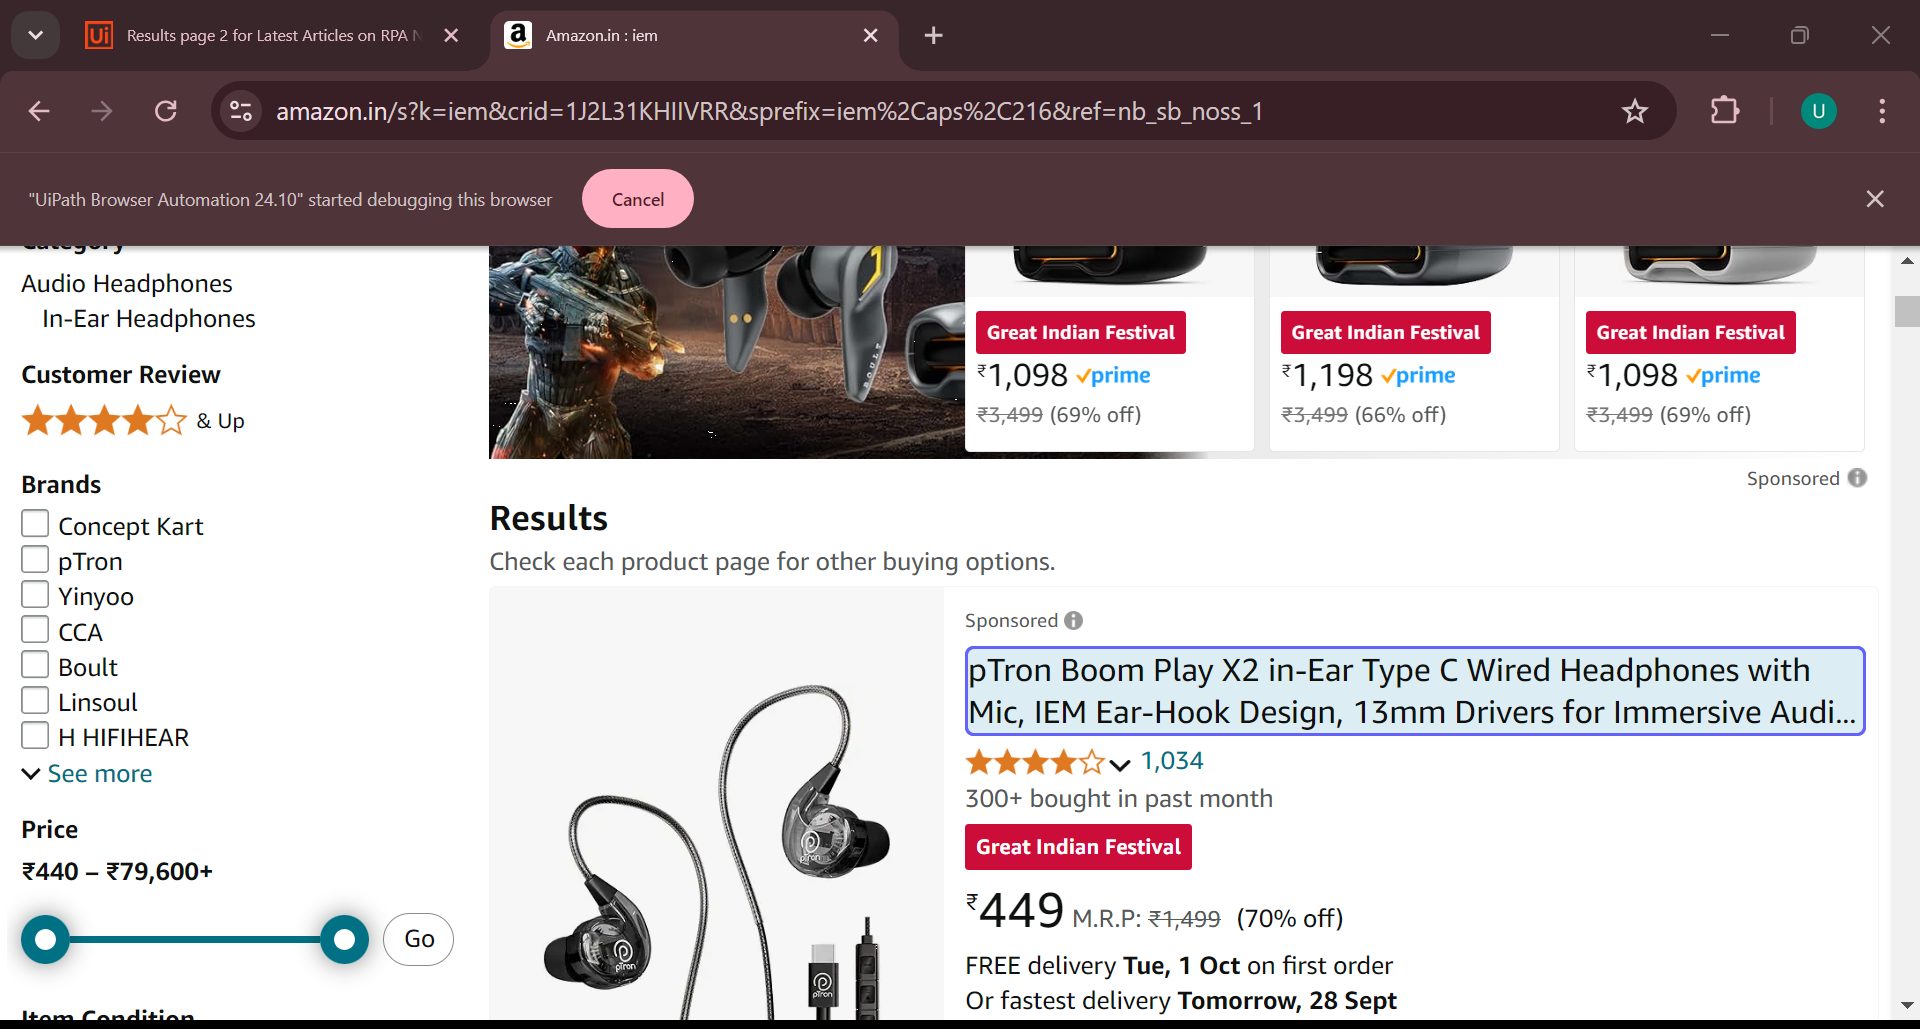 Results page 2 for Latest Articles on RPA
Amazon.in : iem
amazon.in/s?k=iem&crid=1J2L31KHIIVRR&sprefix=iem%2Caps%2C216&ref=nb_sb_noss_1
U
"UiPath Browser Automation 24.10" started debugging this browser
Cancel
Category
Audio Headphones
In-Ear Headphones
Customer Review
& Up
Brands
Concept Kart
pTron
Yinyoo
CCA
Boult
Linsoul
H HIFIHEAR
See more
Price
₹440 – ₹79,600+
Go
Item Condition
BOULT
Great Indian Festival
₹1,098 prime
₹3,499 (69% off)
Great Indian Festival
₹1,198 prime
₹3,499 (66% off)
Great Indian Festival
₹1,098 prime
₹3,499 (69% off)
Sponsored
Results
Check each product page for other buying options.
pTron
pTron
pTron
Sponsored
pTron Boom Play X2 in-Ear Type C Wired Headphones with
Mic, IEM Ear-Hook Design, 13mm Drivers for Immersive Audi...
1,034
300+ bought in past month
Great Indian Festival
₹449 M.R.P: ₹1,499 (70% off)
FREE delivery Tue, 1 Oct on first order
Or fastest delivery Tomorrow, 28 Sept